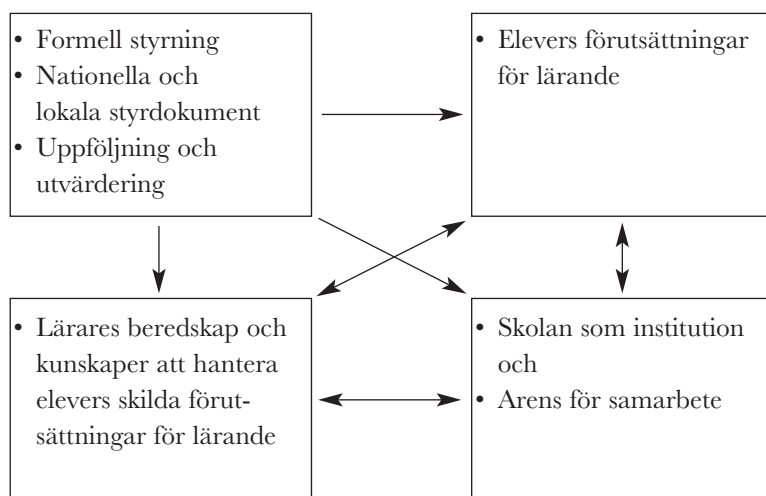 • Formell styrning
• Nationella och
lokala styrdokument
• Uppföljning och
utvärdering
• Elevers förutsättningar
för lärande
• Lärares beredskap och
kunskaper att hantera
elevers skilda förut-
sättningar för lärande
• Skolan som institution
och
• Arens för samarbete